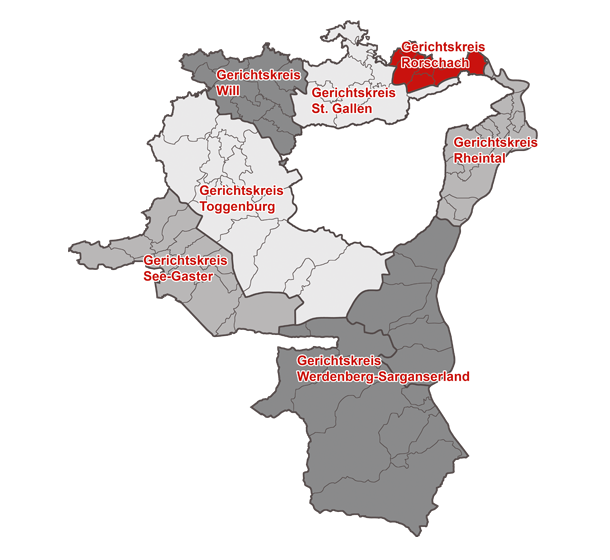 Gerichtskreis
Rorschach
Gerichtskreis
Will
Gerichtskreis
St. Gallen
Gerichtskreis
Rheintal
Gerichtskreis
Toggenburg
Gerichtskreis
See-Gaster
Gerichtskreis
Werdenberg-Sarganserland